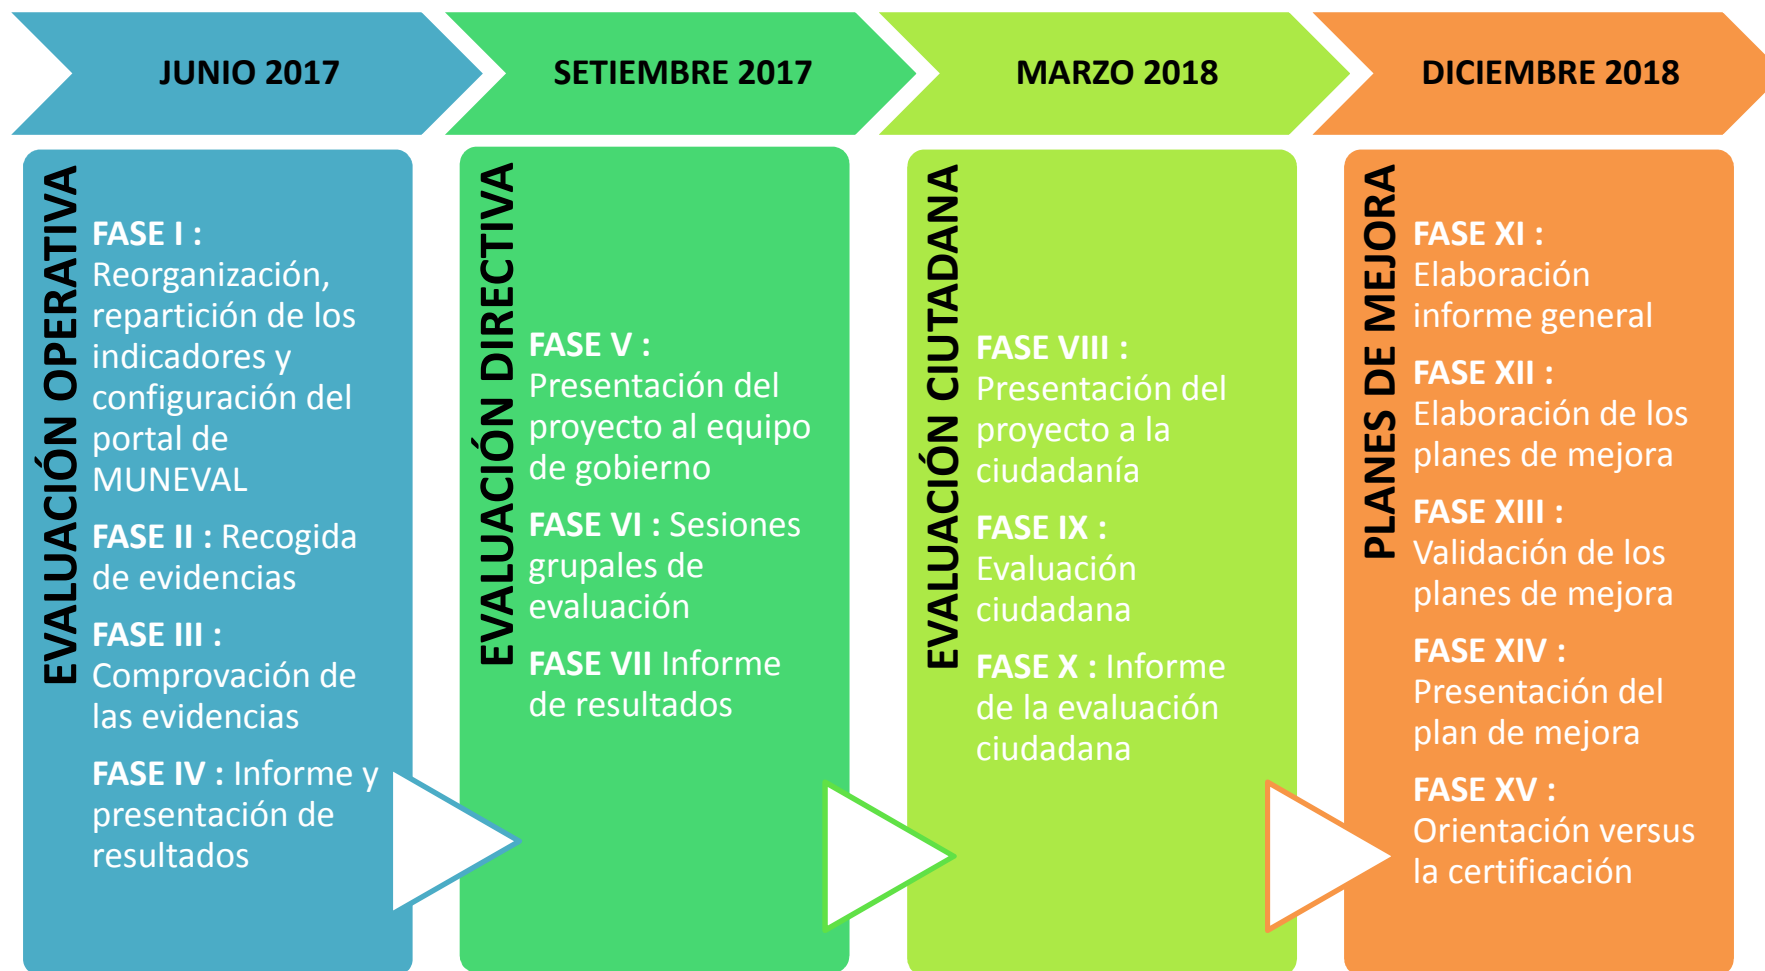 JUNIO 2017
SETIEMBRE 2017
MARZO 2018
DICIEMBRE 2018
EVALUACIÓN OPERATIVA
FASE I :
Reorganización,
repartición de los
indicadores y
configuración del
portal de
MUNEVAL
FASE II : Recogida
de evidencias
FASE III :
Comprovación de
las evidencias
FASE IV : Informe y
presentación de
resultados
EVALUACIÓN DIRECTIVA
FASE V :
Presentación del
proyecto al equipo
de gobierno
FASE VI : Sesiones
grupales de
evaluación
FASE VII Informe
de resultados
EVALUACIÓN CIUTADANA
FASE VIII :
Presentación del
proyecto a la
ciudadanía
FASE IX :
Evaluación
ciudadana
FASE X : Informe
de la evaluación
ciudadana
PLANES DE MEJORA
FASE XI :
Elaboración
informe general
FASE XII :
Elaboración de los
planes de mejora
FASE XIII :
Validación de los
planes de mejora
FASE XIV :
Presentación del
plan de mejora
FASE XV :
Orientación versus
la certificación